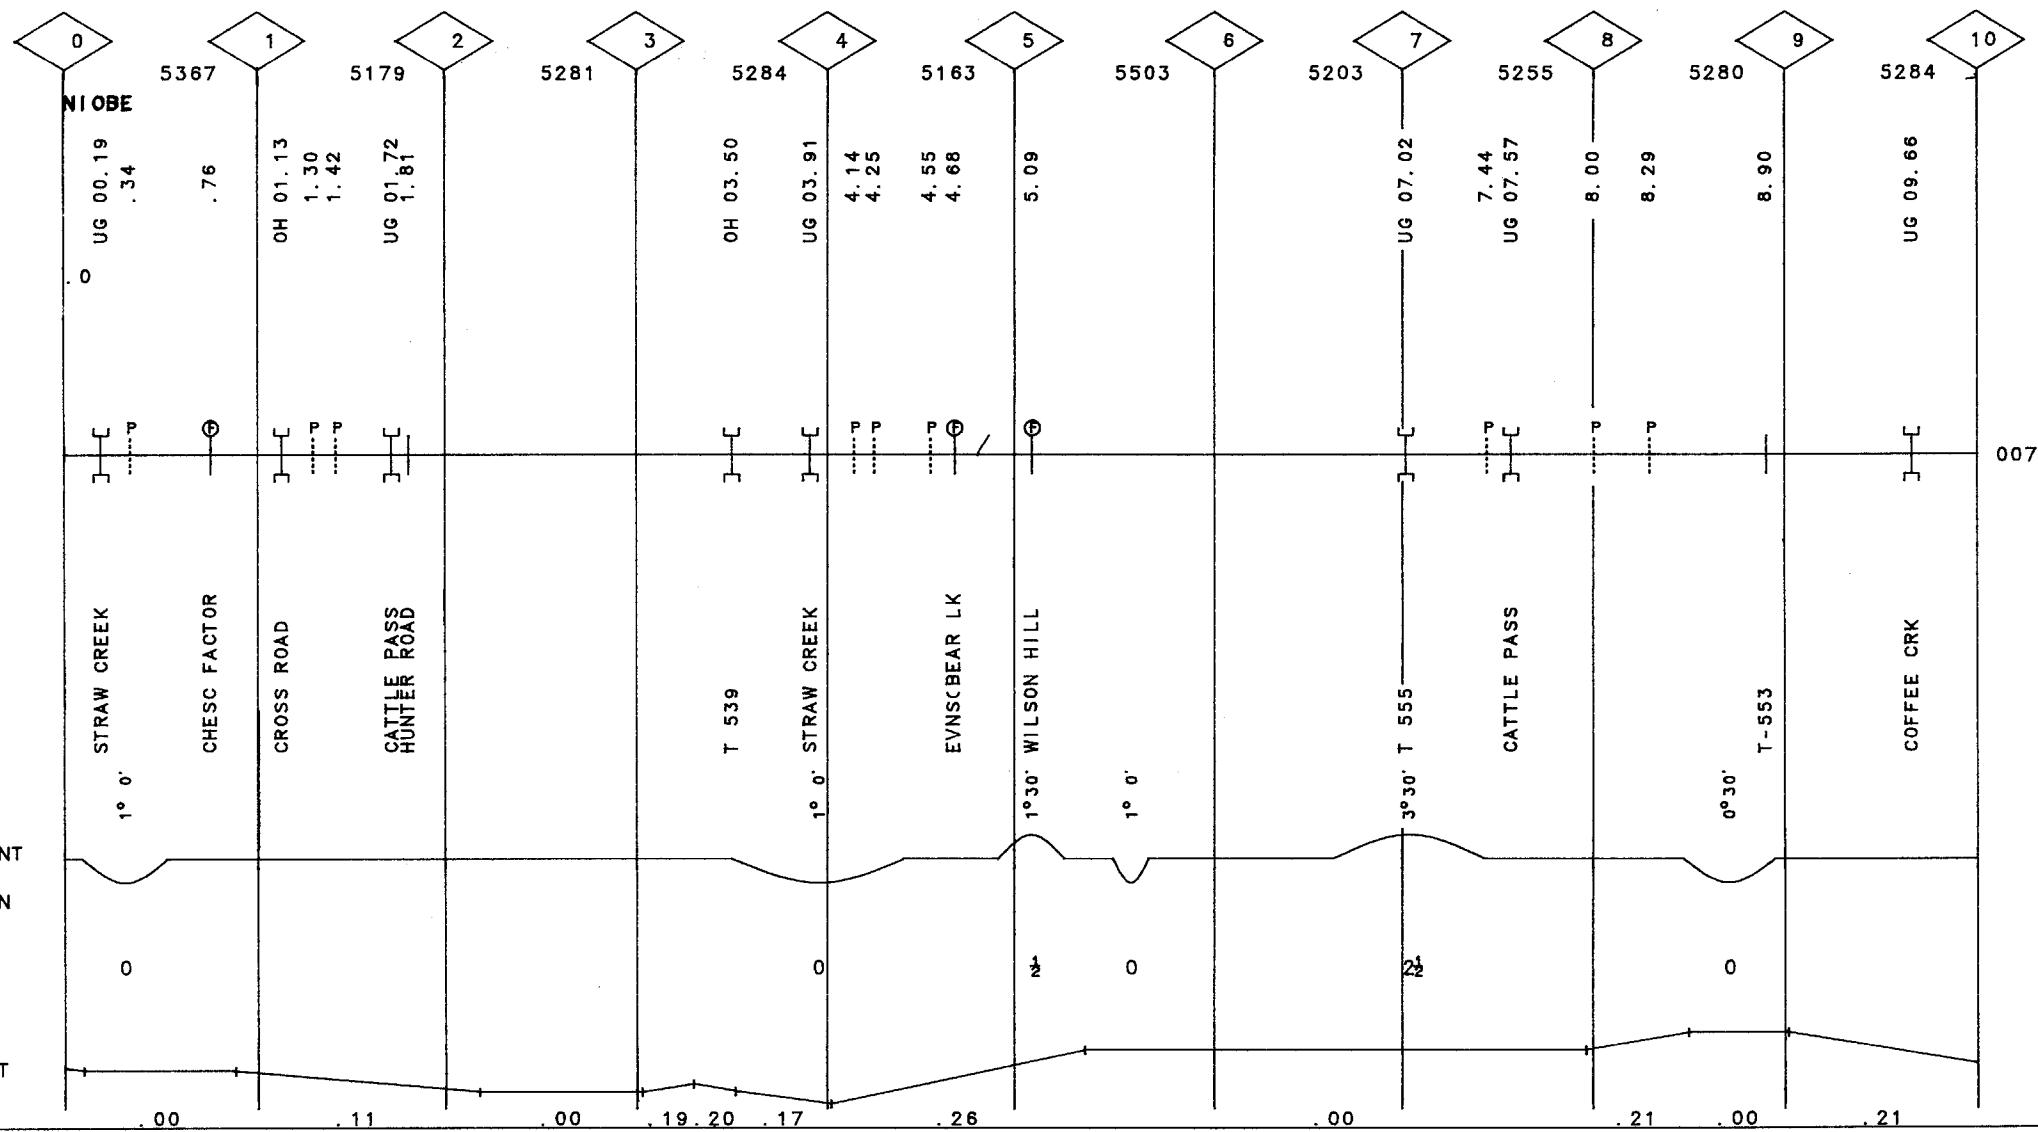 0 1 2 3 4 5 6 7 8 9 10
5367 5179 5281 5284 5163 5503 5203 5255 5280 5284
NIOBE
UG 00.19
.34
.76
OH 01.13
1.30
1.42
UG 01.72
1.81
OH 03.50
UG 03.91
4.14
4.25
4.55
4.68
5.09
UG 07.02
7.44
UG 07.57
8.00
8.29
8.90
UG 09.66
.0
P F P P P P P F F P P P
007
STRAW CREEK
CHESC FACTOR
CROSS ROAD
CATTLE PASS
HUNTER ROAD
T 539
STRAW CREEK
EVNSCBEAR LK
WILSON HILL
T 555
CATTLE PASS
T-553
COFFEE CRK
1° 0'
1° 0'
1°30'
1° 0'
3°30'
0°30'
NT
N
0 0 ½ 0 2½ 0
T
.00 .11 .00 .19 .20 .17 .26 .00 .21 .00 .21